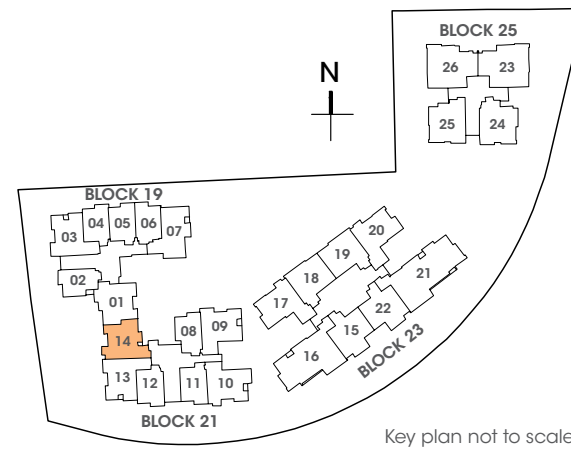 BLOCK 25
26 23
25 24
N
BLOCK 19
03 04 05 06 07
02
01
14
13 12 11 10
08 09
BLOCK 21
20
19
18
17
21
22
15
16
BLOCK 23
Key plan not to scale